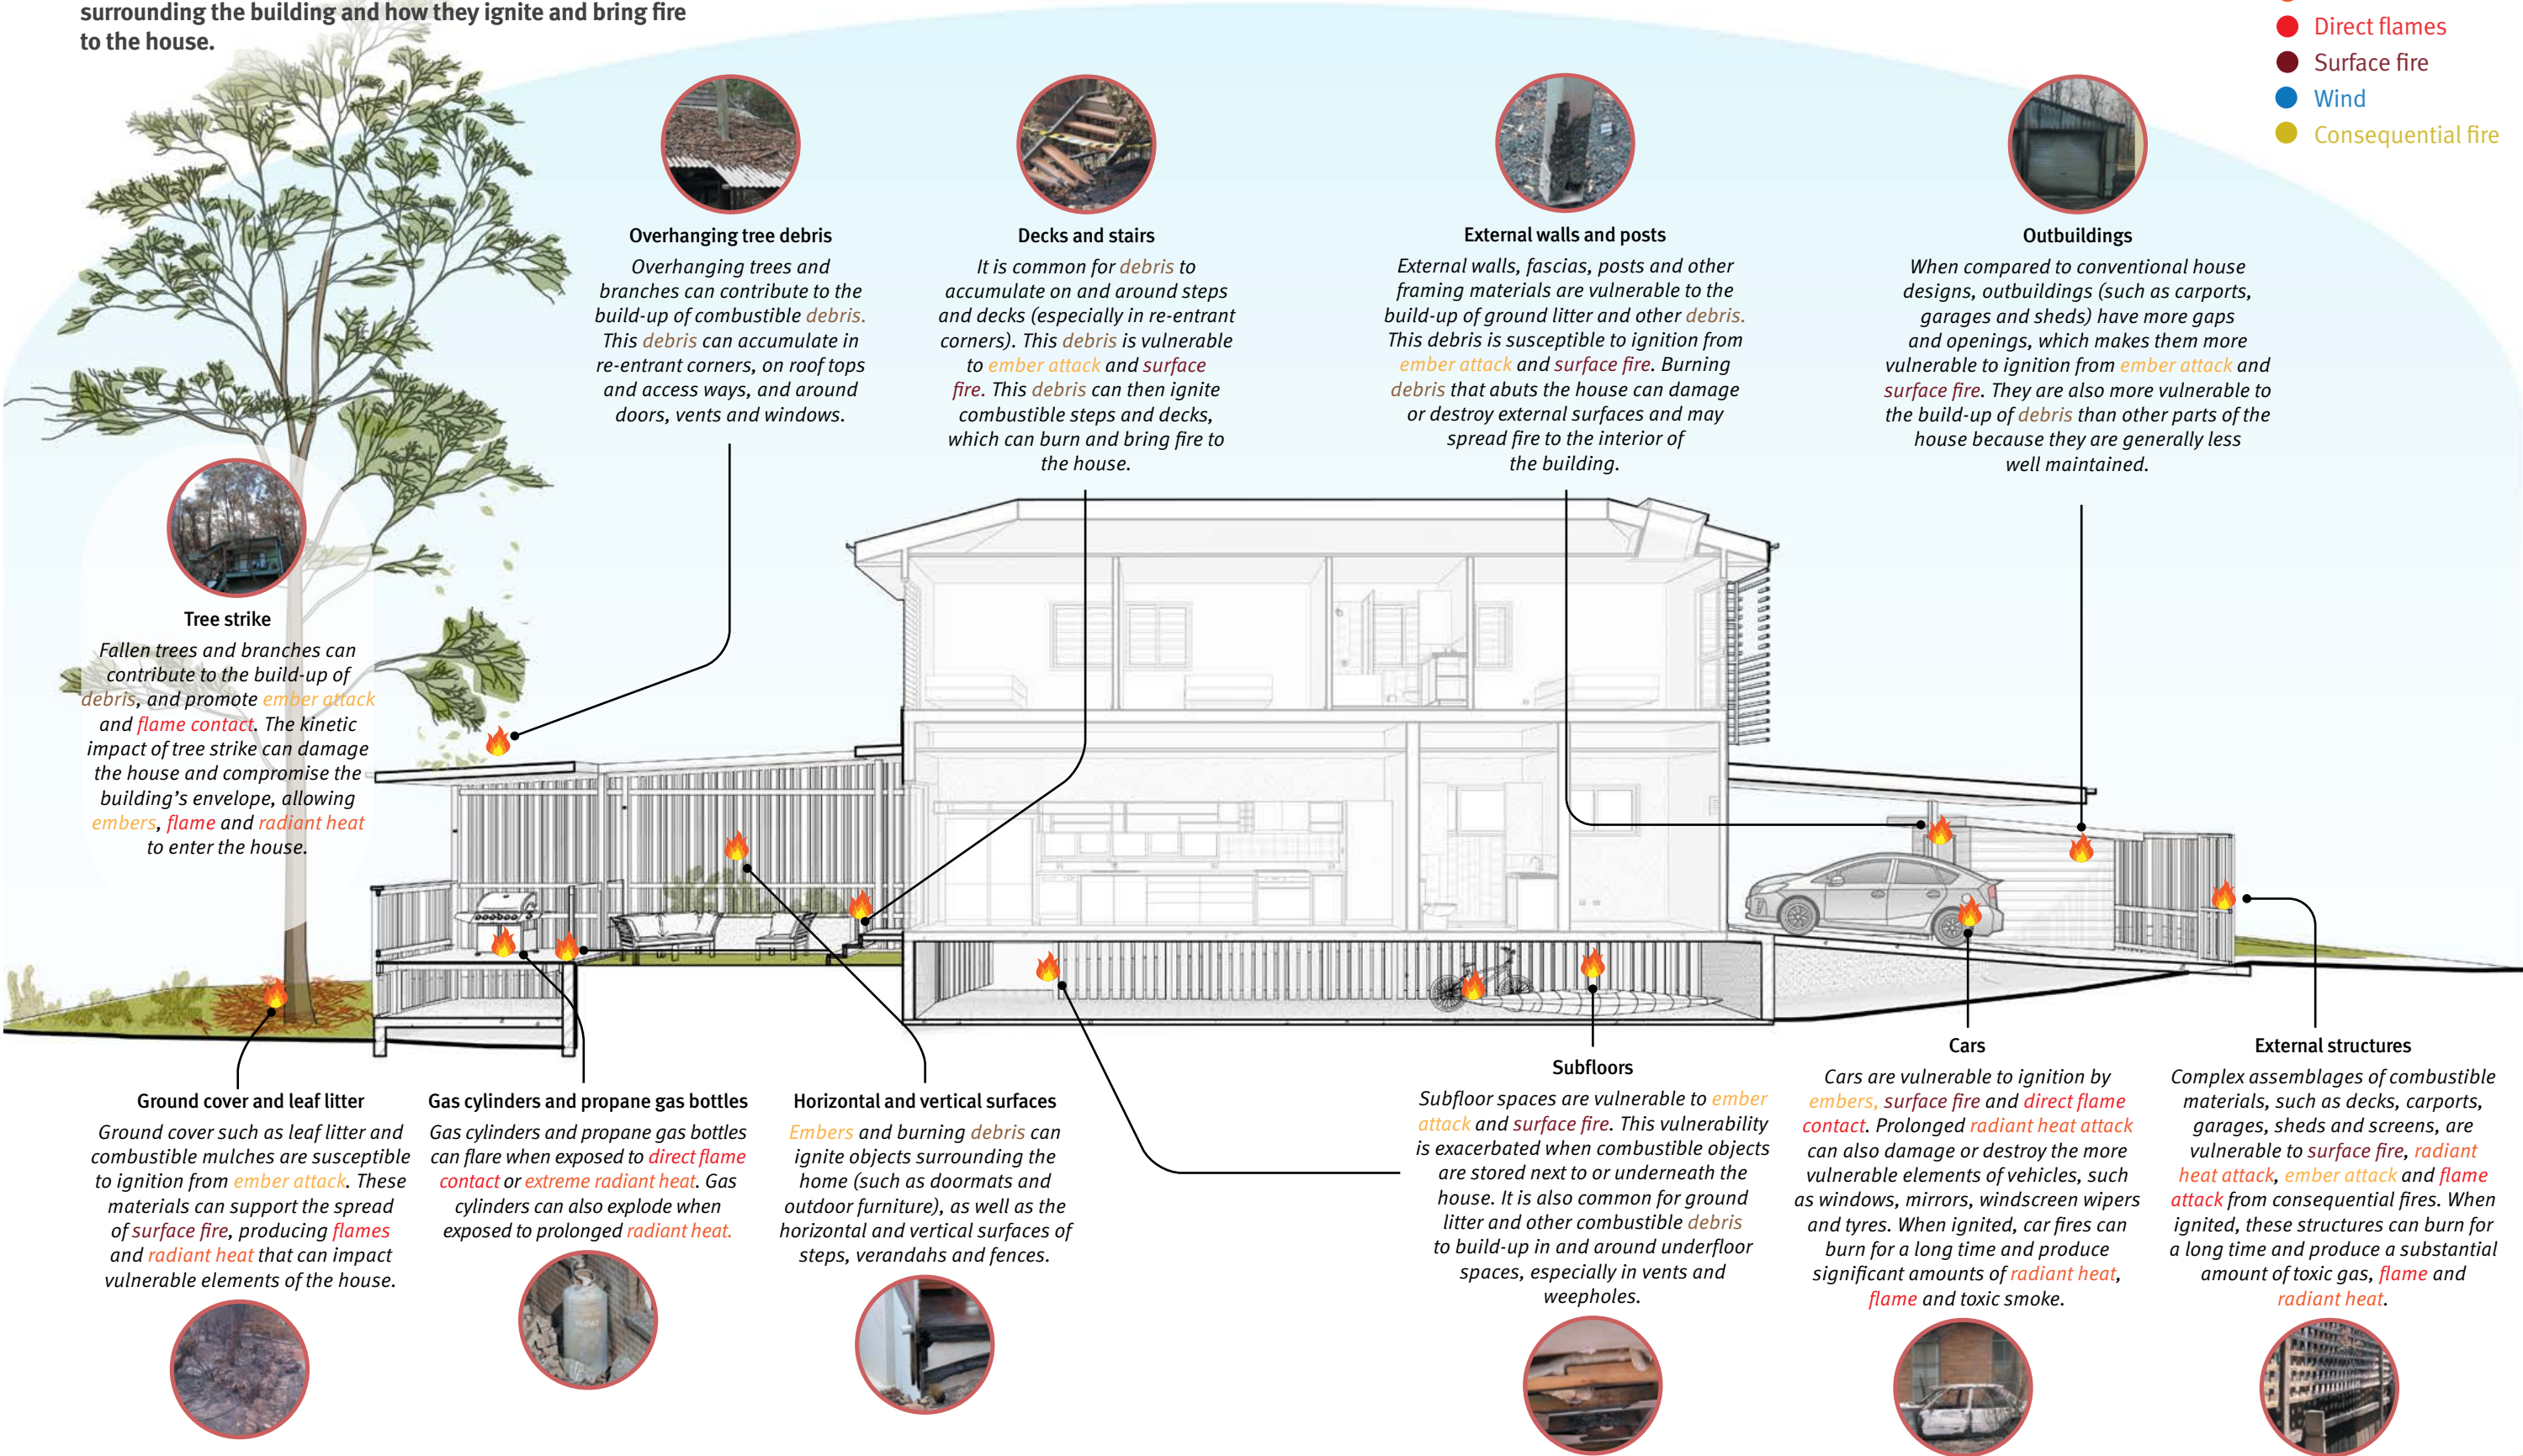 surrounding the building and how they ignite and bring fire
to the house.
Direct flames
Surface fire
Wind
Consequential fire
Overhanging tree debris
Overhanging trees and
branches can contribute to the
build-up of combustible debris.
This debris can accumulate in
re-entrant corners, on roof tops
and access ways, and around
doors, vents and windows.
Decks and stairs
It is common for debris to
accumulate on and around steps
and decks (especially in re-entrant
corners). This debris is vulnerable
to ember attack and surface
fire. This debris can then ignite
combustible steps and decks,
which can burn and bring fire to
the house.
External walls and posts
External walls, fascias, posts and other
framing materials are vulnerable to the
build-up of ground litter and other debris.
This debris is susceptible to ignition from
ember attack and surface fire. Burning
debris that abuts the house can damage
or destroy external surfaces and may
spread fire to the interior of
the building.
Outbuildings
When compared to conventional house
designs, outbuildings (such as carports,
garages and sheds) have more gaps
and openings, which makes them more
vulnerable to ignition from ember attack and
surface fire. They are also more vulnerable to
the build-up of debris than other parts of the
house because they are generally less
well maintained.
Tree strike
Fallen trees and branches can
contribute to the build-up of
debris, and promote ember attack
and flame contact. The kinetic
impact of tree strike can damage
the house and compromise the
building’s envelope, allowing
embers, flame and radiant heat
to enter the house.
Ground cover and leaf litter
Ground cover such as leaf litter and
combustible mulches are susceptible
to ignition from ember attack. These
materials can support the spread
of surface fire, producing flames
and radiant heat that can impact
vulnerable elements of the house.
Gas cylinders and propane gas bottles
Gas cylinders and propane gas bottles
can flare when exposed to direct flame
contact or extreme radiant heat. Gas
cylinders can also explode when
exposed to prolonged radiant heat.
Horizontal and vertical surfaces
Embers and burning debris can
ignite objects surrounding the
home (such as doormats and
outdoor furniture), as well as the
horizontal and vertical surfaces of
steps, verandahs and fences.
Subfloors
Subfloor spaces are vulnerable to ember
attack and surface fire. This vulnerability
is exacerbated when combustible objects
are stored next to or underneath the
house. It is also common for ground
litter and other combustible debris
to build-up in and around underfloor
spaces, especially in vents and
weepholes.
Cars
Cars are vulnerable to ignition by
embers, surface fire and direct flame
contact. Prolonged radiant heat attack
can also damage or destroy the more
vulnerable elements of vehicles, such
as windows, mirrors, windscreen wipers
and tyres. When ignited, car fires can
burn for a long time and produce
significant amounts of radiant heat,
flame and toxic smoke.
External structures
Complex assemblages of combustible
materials, such as decks, carports,
garages, sheds and screens, are
vulnerable to surface fire, radiant
heat attack, ember attack and flame
attack from consequential fires. When
ignited, these structures can burn for
a long time and produce a substantial
amount of toxic gas, flame and
radiant heat.